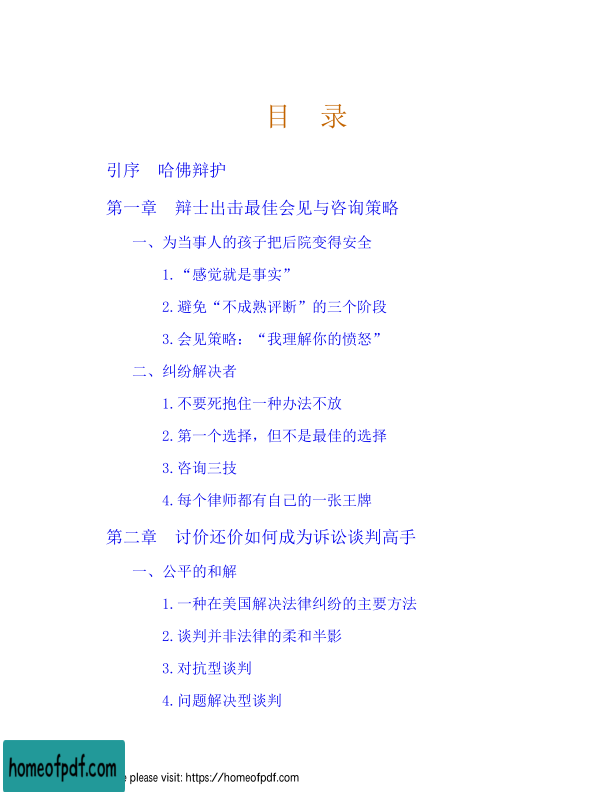 目 录
引序 哈佛辩护
第一章 辩士出击最佳会见与咨询策略
一、为当事人的孩子把后院变得安全
1.“感觉就是事实”
2.避免“不成熟评断”的三个阶段
3.会见策略：“我理解你的愤怒”
二、纠纷解决者
1.不要死抱住一种办法不放
2.第一个选择，但不是最佳的选择
3.咨询三技
4.每个律师都有自己的一张王牌
第二章 讨价还价如何成为诉讼谈判高手
一、公平的和解
1.一种在美国解决法律纠纷的主要方法
2.谈判并非法律的柔和半影
3.对抗型谈判
4.问题解决型谈判
homeofpdf.com
please visit: https://homeofpdf.com